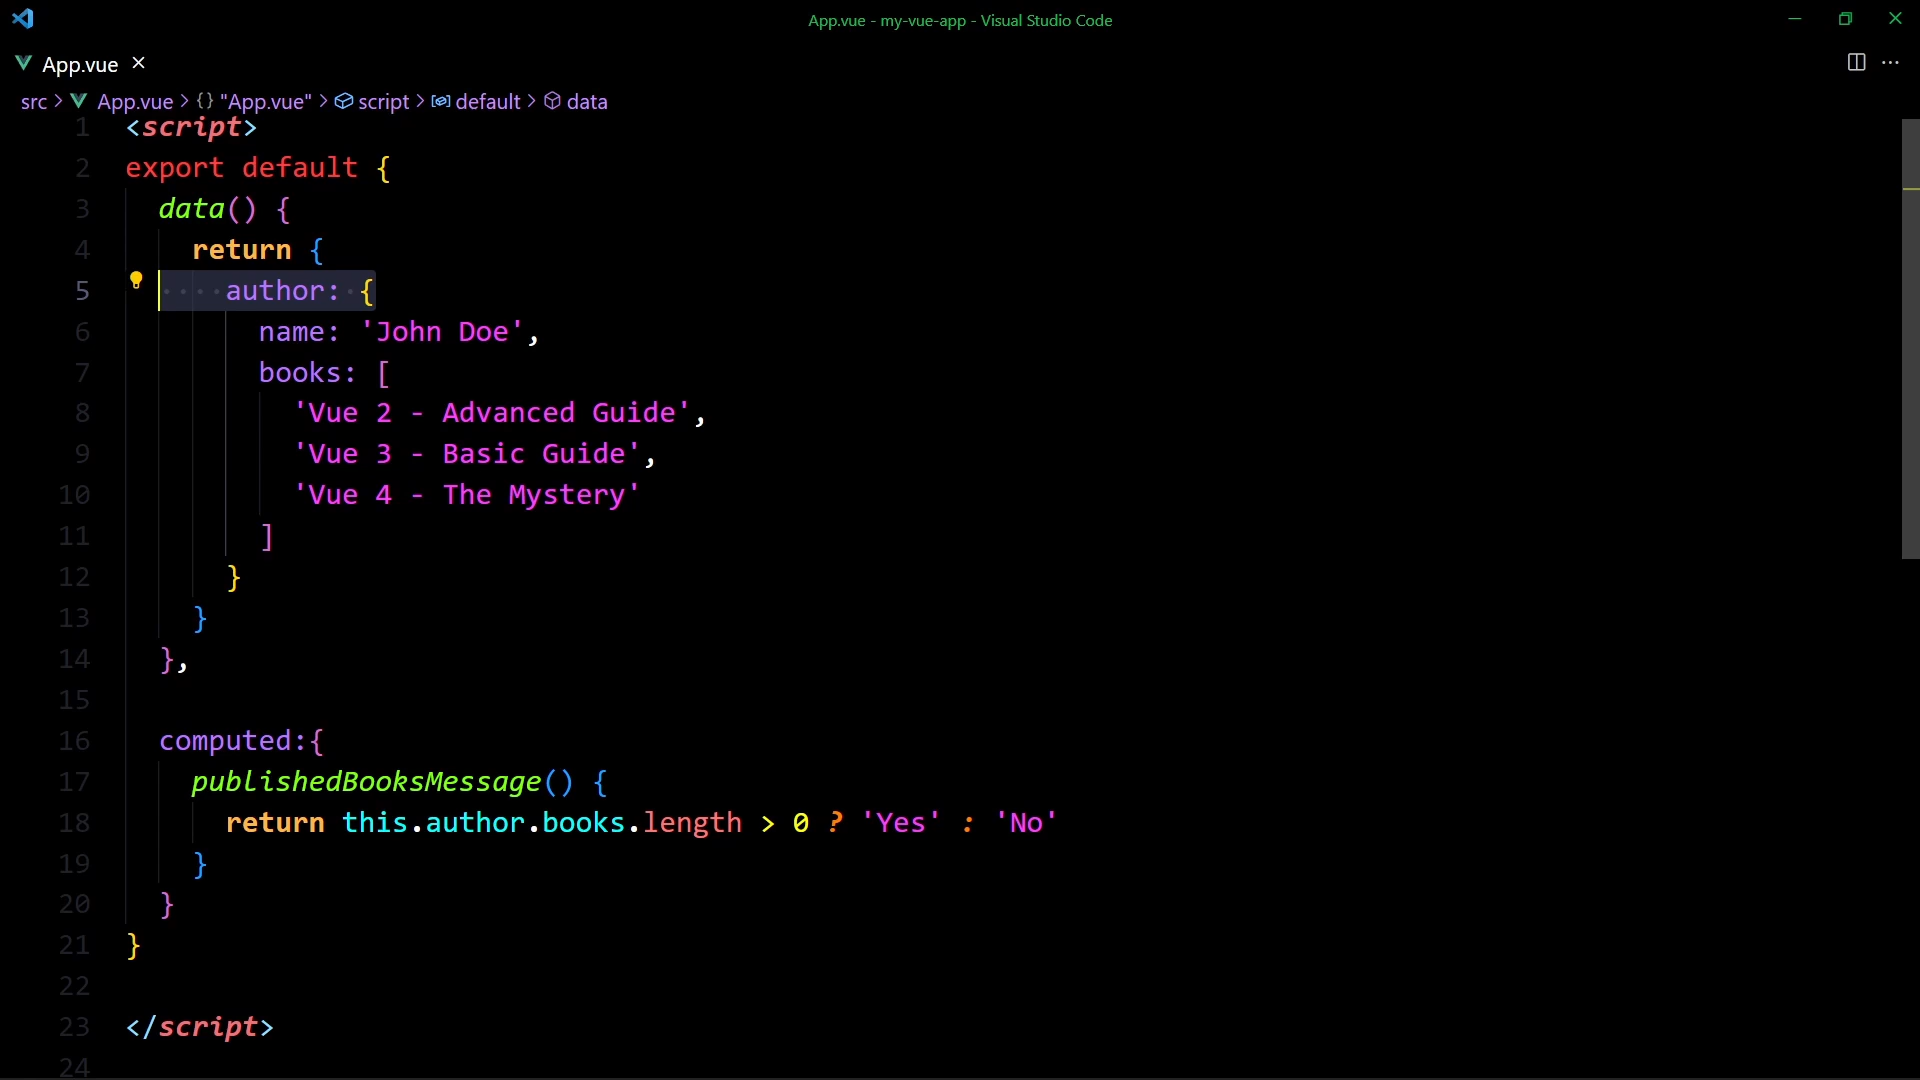 App.vue - my-vue-app - Visual Studio Code
App.vue
src > App.vue > {} "App.vue" > script > default > data
1 <script>
2 export default {
3 data() {
4 return {
5 author: {
6 name: 'John Doe',
7 books: [
8 'Vue 2 - Advanced Guide',
9 'Vue 3 - Basic Guide',
10 'Vue 4 - The Mystery'
11 ]
12 }
13 }
14 },
15
16 computed:{
17 publishedBooksMessage() {
18 return this.author.books.length > 0 ? 'Yes' : 'No'
19 }
20 }
21 }
22
23 </script>
24